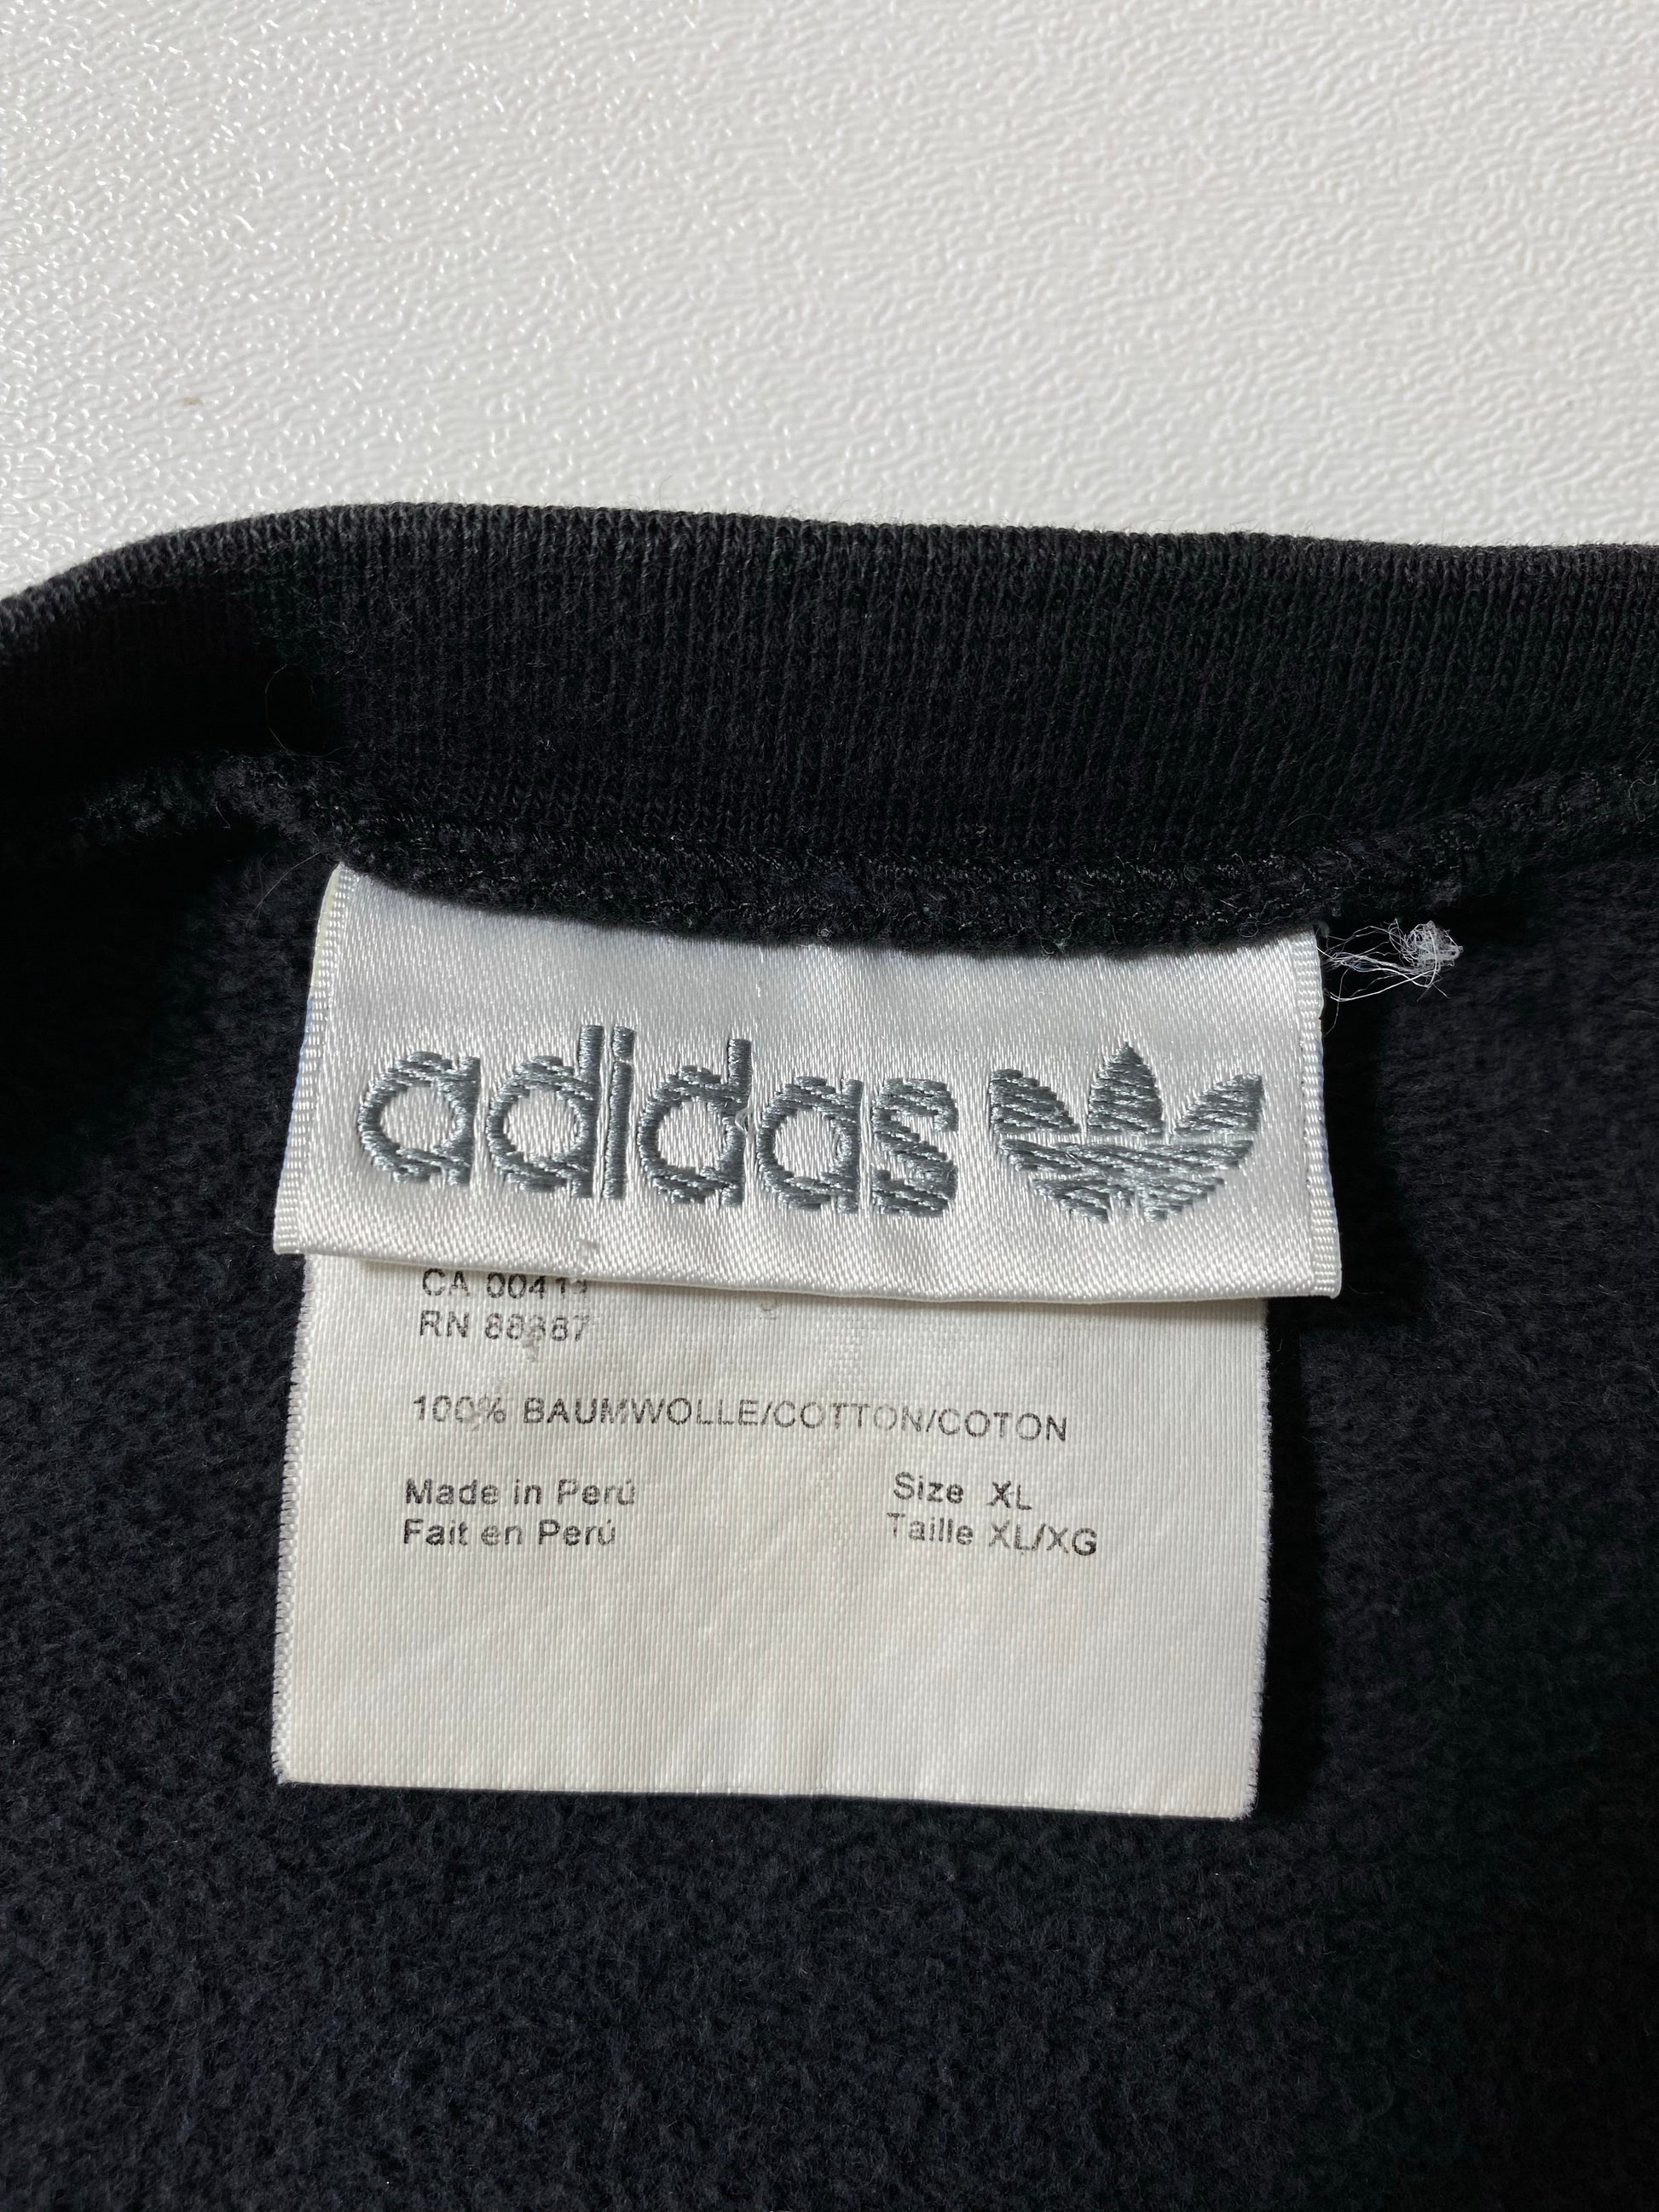 adidas
CA 00411
RN 88387
100% BAUMWOLLE/COTTON/COTON
Made in Perú
Fait en Perú
Size XL
Taille XL/XG